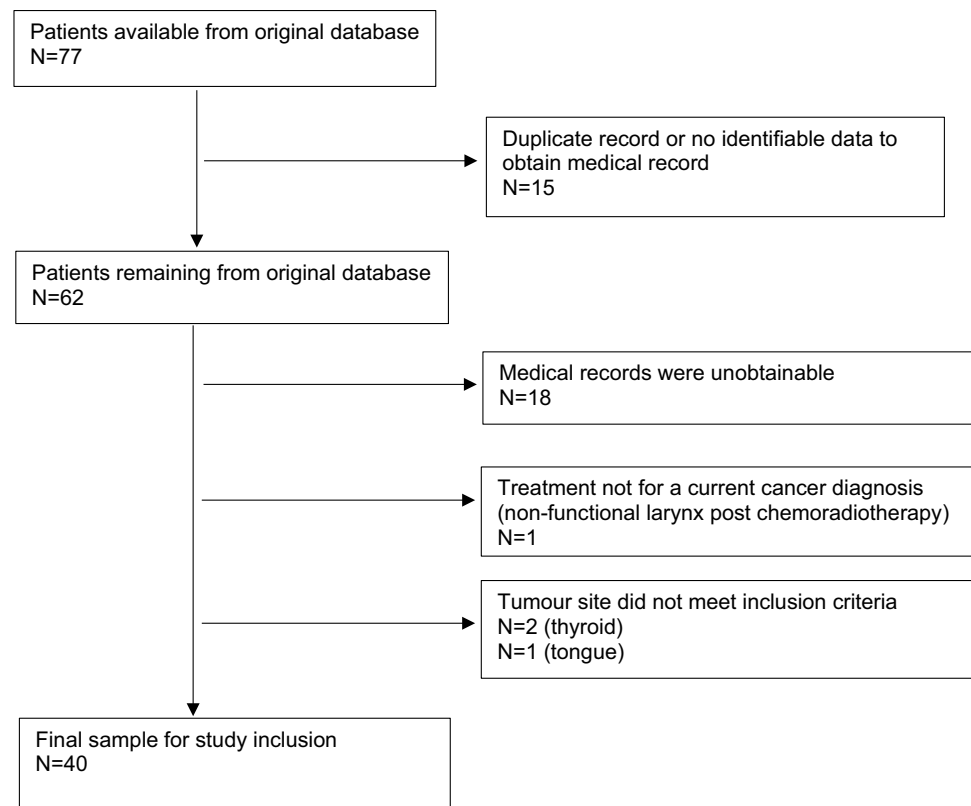 Patients available from original database
N=77
Duplicate record or no identifiable data to
obtain medical record
N=15
Patients remaining from original database
N=62
Medical records were unobtainable
N=18
Treatment not for a current cancer diagnosis
(non-functional larynx post chemoradiotherapy)
N=1
Tumour site did not meet inclusion criteria
N=2 (thyroid)
N=1 (tongue)
Final sample for study inclusion
N=40